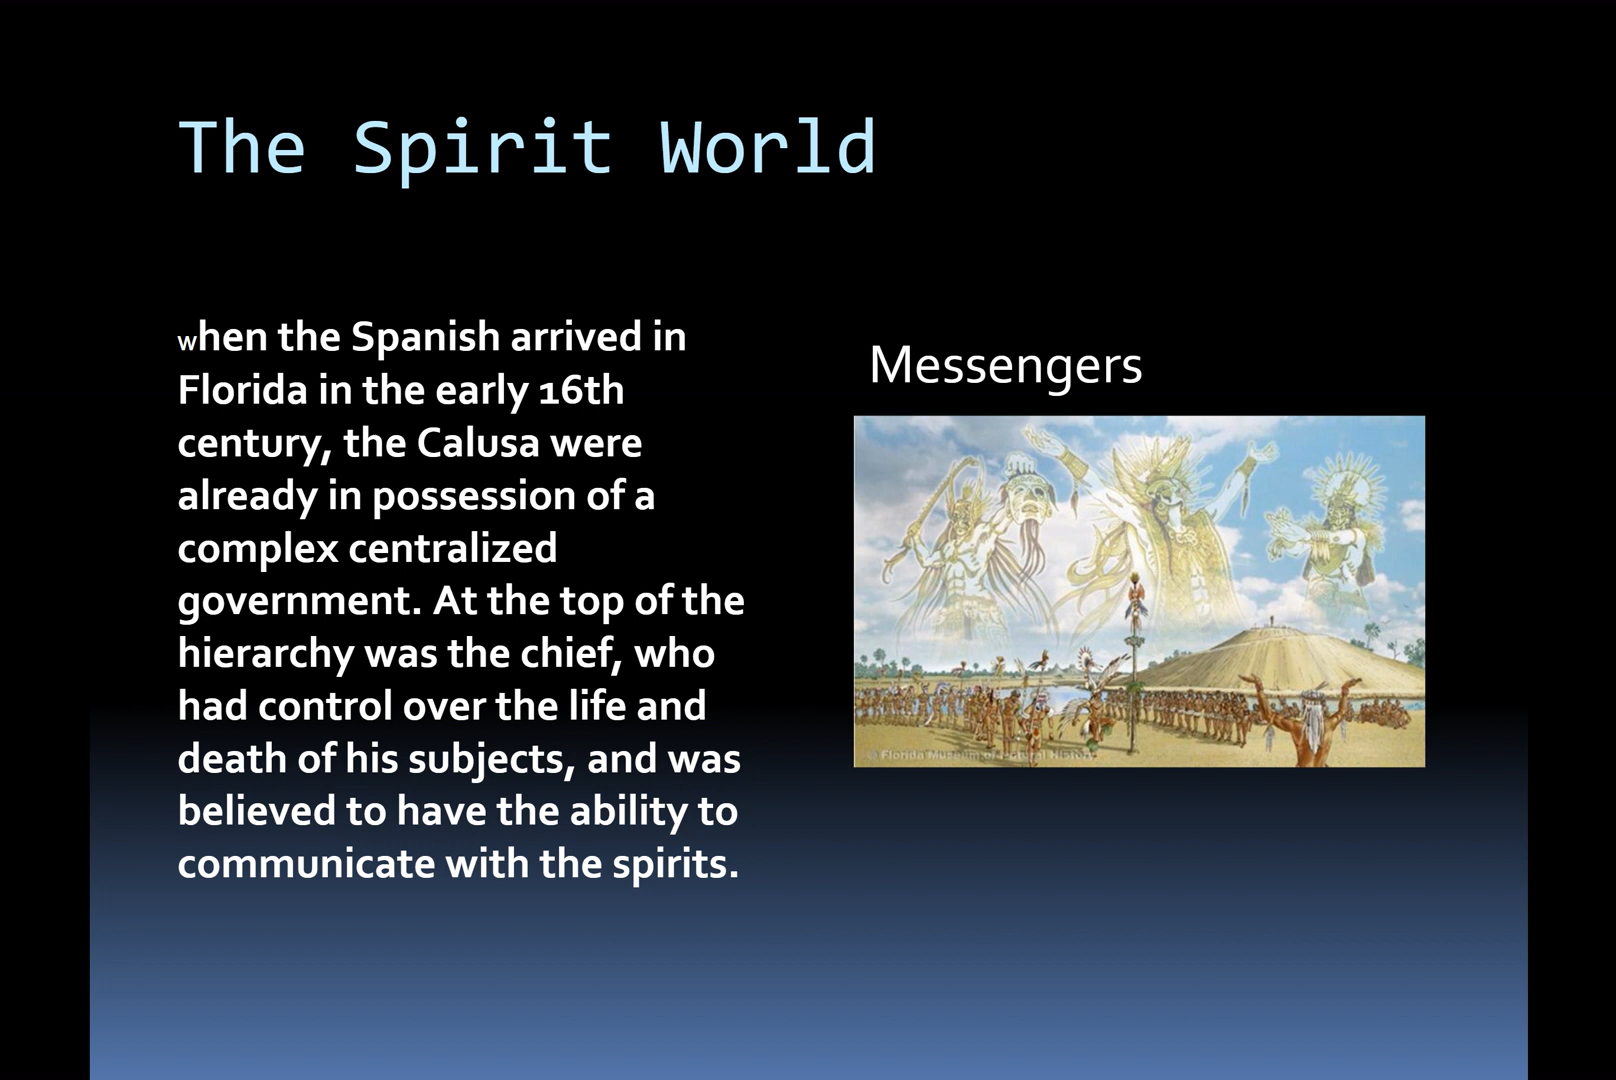 The Spirit World
when the Spanish arrived in
Florida in the early 16th
century, the Calusa were
already in possession of a
complex centralized
government. At the top of the
hierarchy was the chief, who
had control over the life and
death of his subjects, and was
believed to have the ability to
communicate with the spirits.
Messengers
© Florida Museum of Natural History